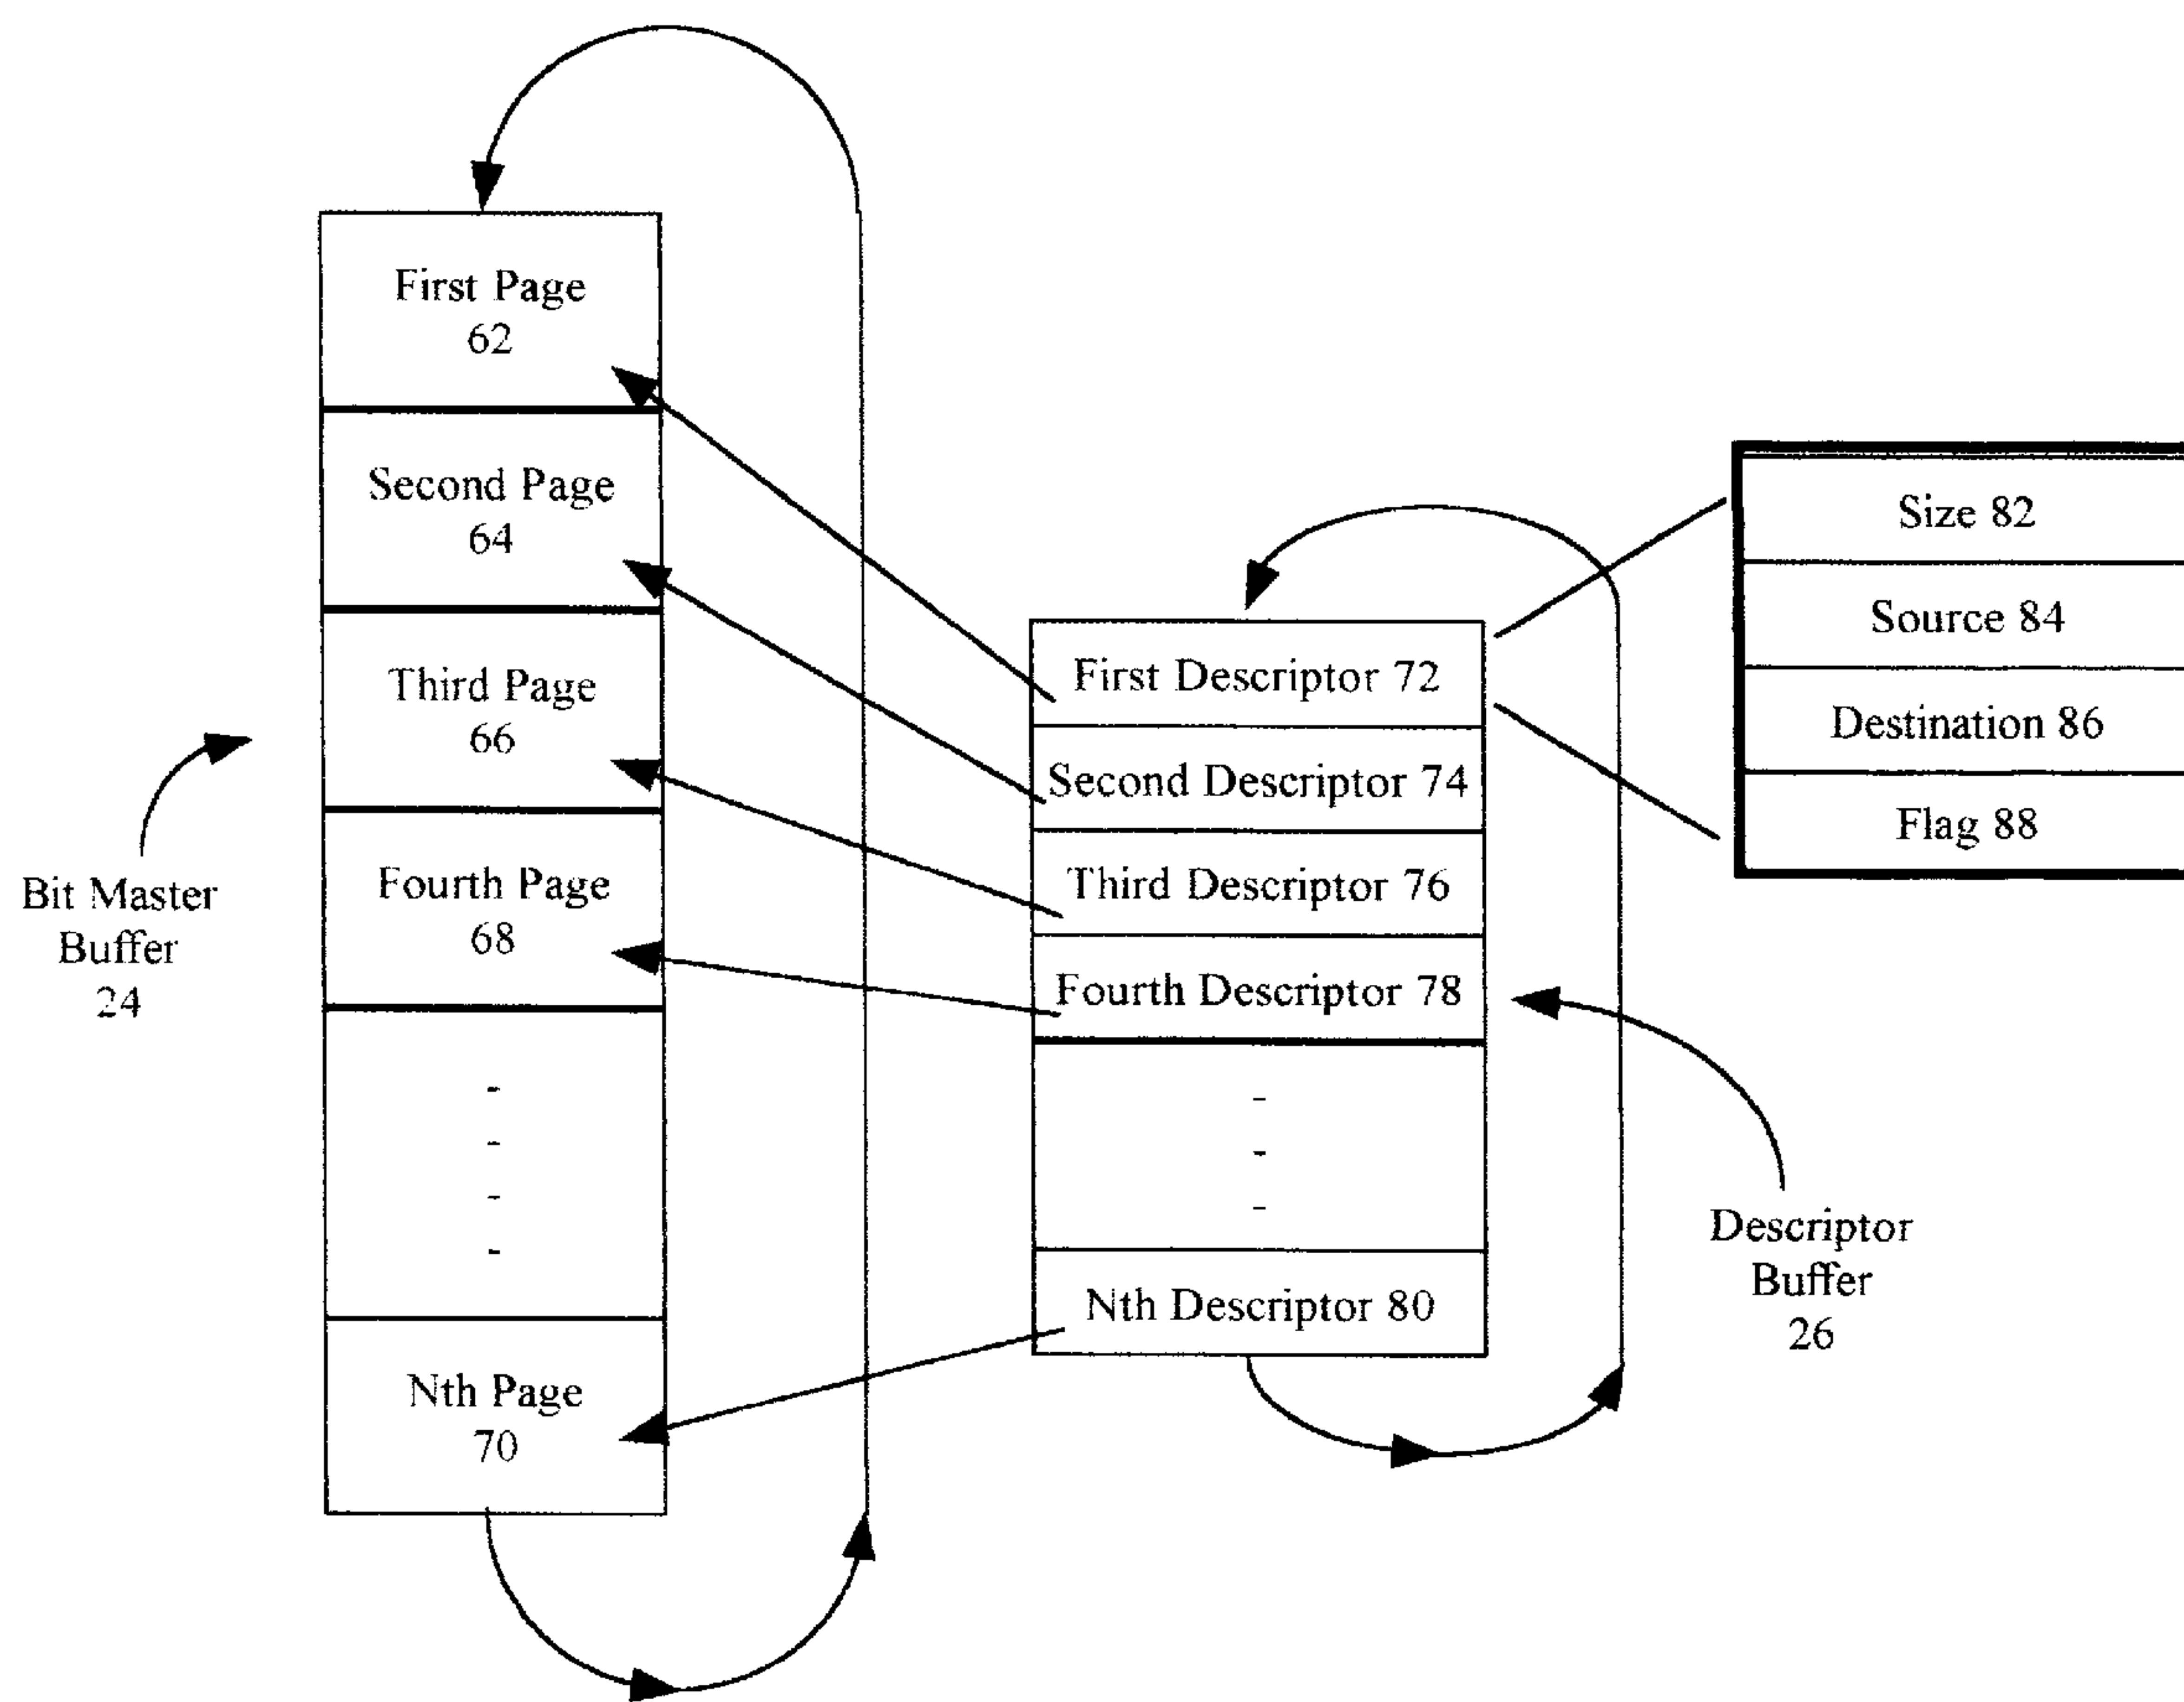 First Page
62
Second Page
64
Third Page
66
Fourth Page
68
Nth Page
70
Bit Master
Buffer
24
First Descriptor 72
Second Descriptor 74
Third Descriptor 76
Fourth Descriptor 78
Nth Descriptor 80
Size 82
Source 84
Destination 86
Flag 88
Descriptor
Buffer
26